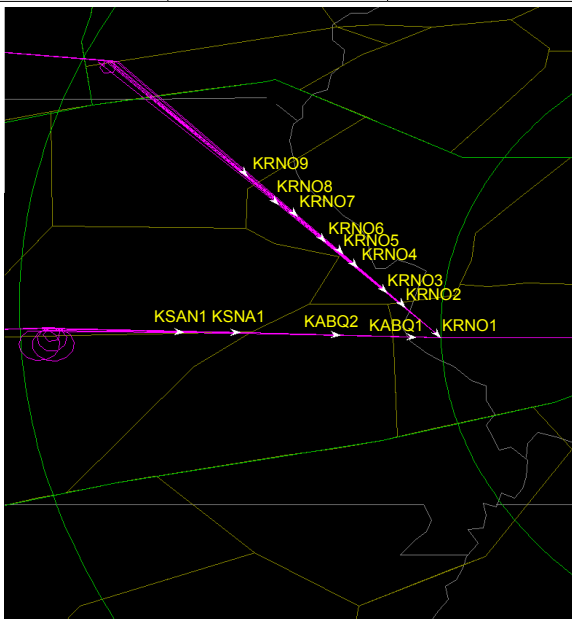 KRNO9
KRNO8
KRNO7
KRNO6
KRNO5
KRNO4
KRNO3
KRNO2
KSAN1 KSNA1 KABQ2 KABQ1 KRNO1